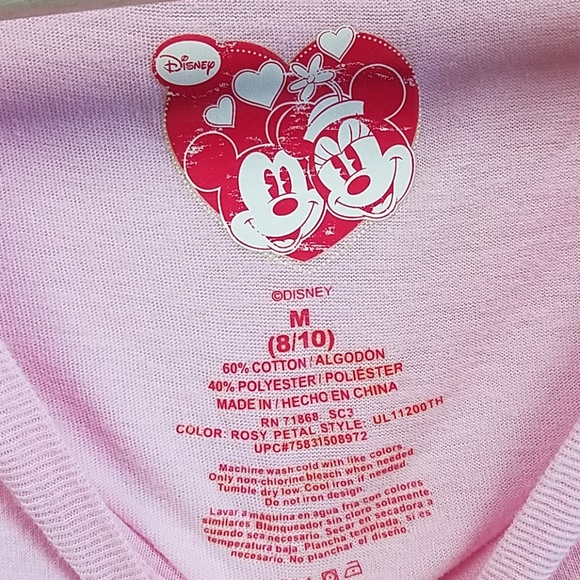 Disney
©DISNEY
M
(8/10)
60% COTTON / ALGODÓN
40% POLYESTER / POLIÉSTER
MADE IN / HECHO EN CHINA
RN 71868 SC3
COLOR: ROSY PETAL STYLE: UL11200TH
UPC#75831508972
Machine wash cold with like colors.
Only non-chlorine bleach when needed.
Tumble dry low. Cool iron if needed.
Do not iron design.
Lavar a maquina en agua fria con colores
similares Blanqueador sin cloro solamente,
cuando sea necesario. Secar en secadora a
temperatura baja. Plancha templada, si es
necesario. No planchar el diseño.